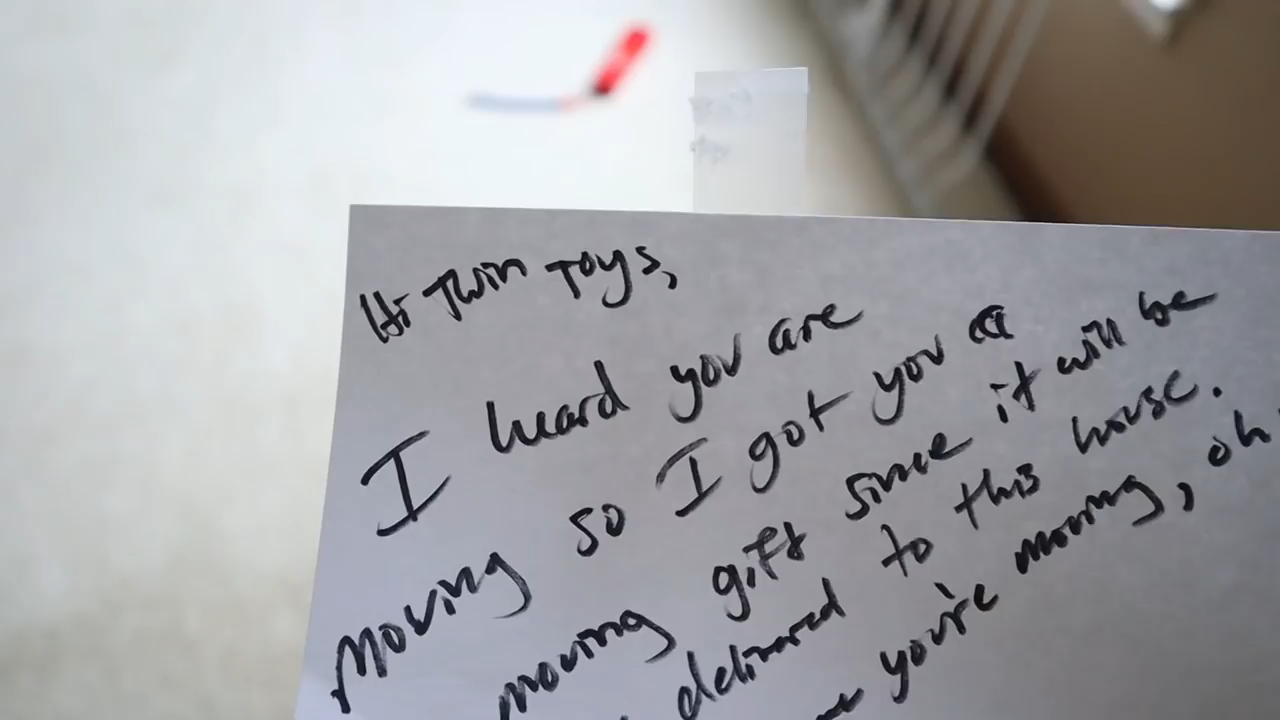 Hi Twin Toys,
I heard you are
moving so I got you a
moving gift since it will be
delivered to this house.
you're moving, oh